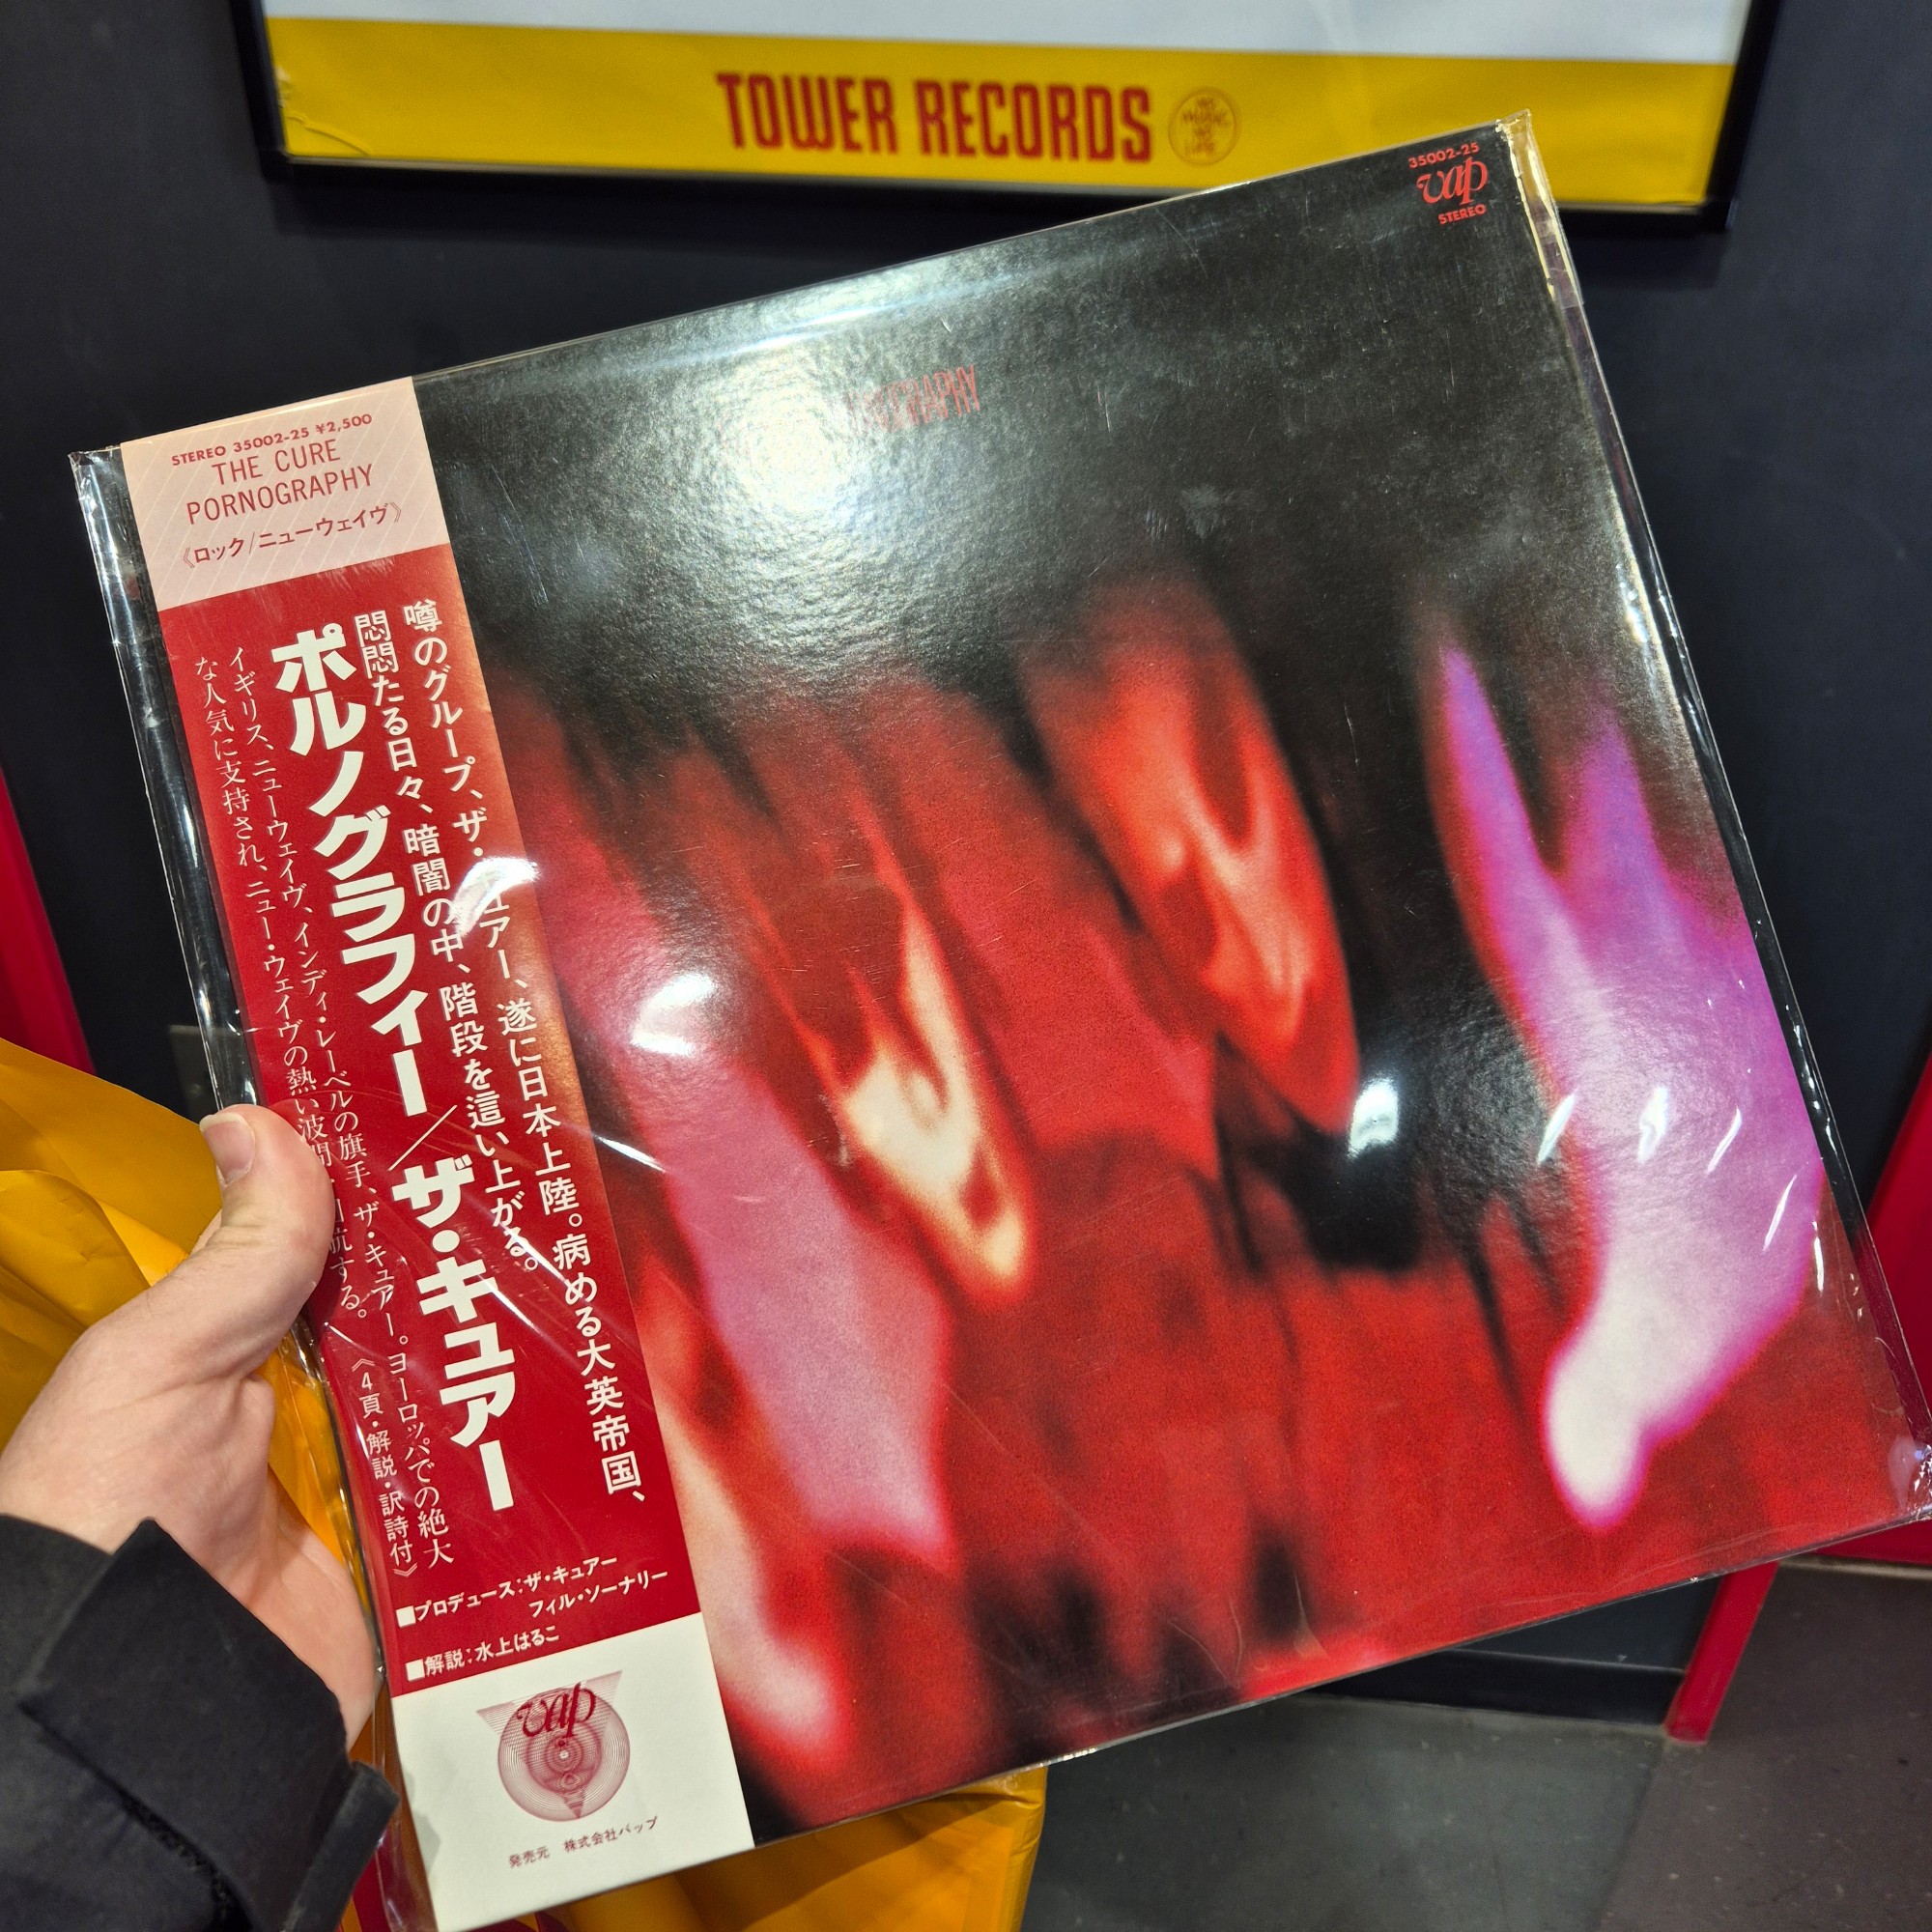 TOWER RECORDS
NO MUSIC NO LIFE
35002-25
vap
STEREO
GRAPHY
STEREO 35002-25 ¥2,500
THE CURE
PORNOGRAPHY
《ロック/ニューウェイヴ》
噂のグループ、ザ・キュアー、遂に日本上陸。病める大英帝国、
悶悶たる日々、暗闇の中、階段を這い上がる。
ポルノグラフィー/ザ・キュアー
イギリス、ニューウェイヴ、インディ・レーベルの旗手、ザ・キュアー。ヨーロッパでの絶大
な人気に支持され、ニュー・ウェイヴの熱い波間 航する。《4頁・解説・訳詩付》
■プロデュース:ザ・キュアー
フィル・ソーナリー
■解説:水上はるこ
vap
発売元 株式会社バップ